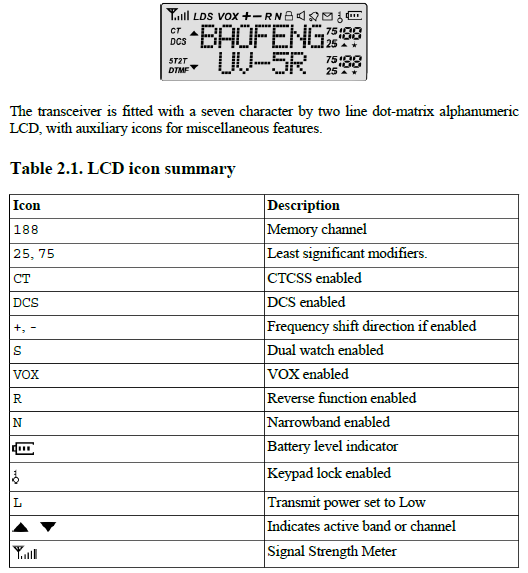 LDS VOX + - R N
CT
DCS
BAOFENG
75 188
25
5T2T
DTMF
UV-5R
75 188
25
The transceiver is fitted with a seven character by two line dot-matrix alphanumeric
LCD, with auxiliary icons for miscellaneous features.
Table 2.1. LCD icon summary
Icon Description
188 Memory channel
25, 75 Least significant modifiers.
CT CTCSS enabled
DCS DCS enabled
+, - Frequency shift direction if enabled
S Dual watch enabled
VOX VOX enabled
R Reverse function enabled
N Narrowband enabled
Battery level indicator
Keypad lock enabled
L Transmit power set to Low
▲ ▼ Indicates active band or channel
Signal Strength Meter